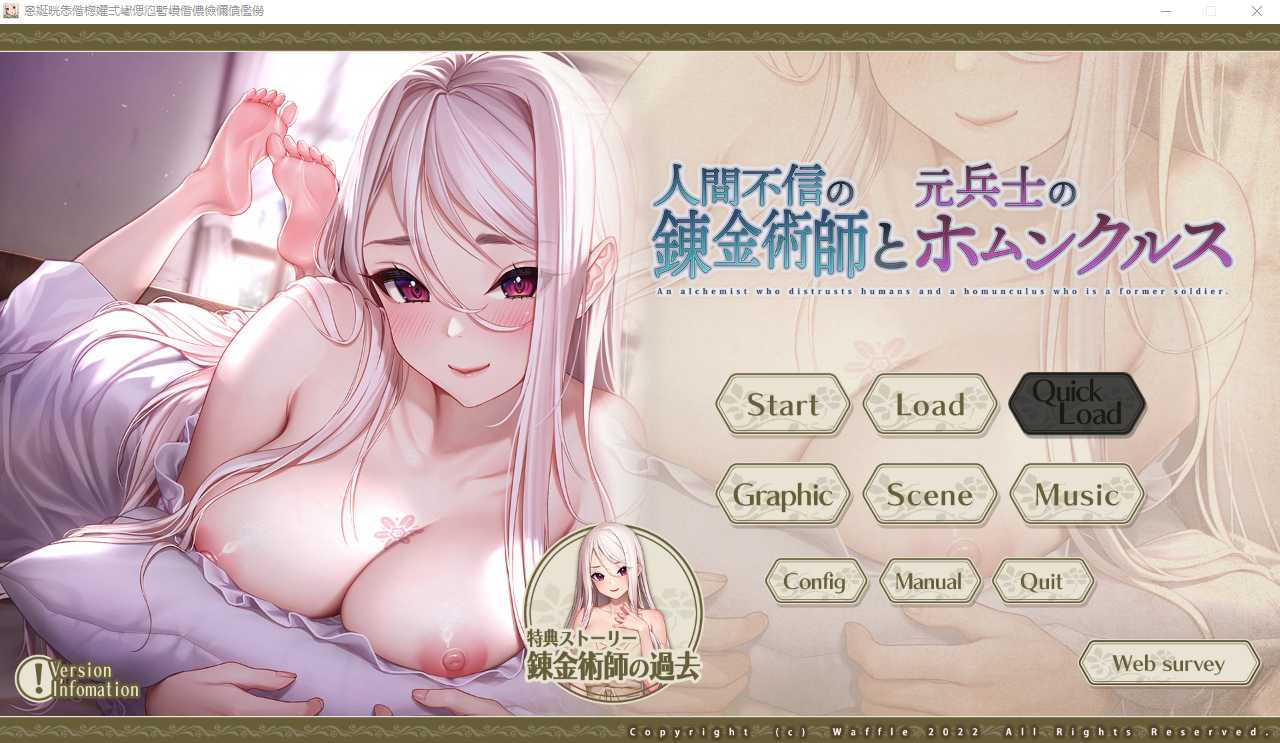 人間不信の 元兵士の
錬金術師とホムンクルス
An alchemist who distrusts humans and a homunculus who is a former soldier.
Start
Load
Quick
Load
Graphic
Scene
Music
Config
Manual
Quit
特典ストーリー
錬金術師の過去
Web survey
Version
Infomation
Copyright (c) Waffle 2022 All Rights Reserved.